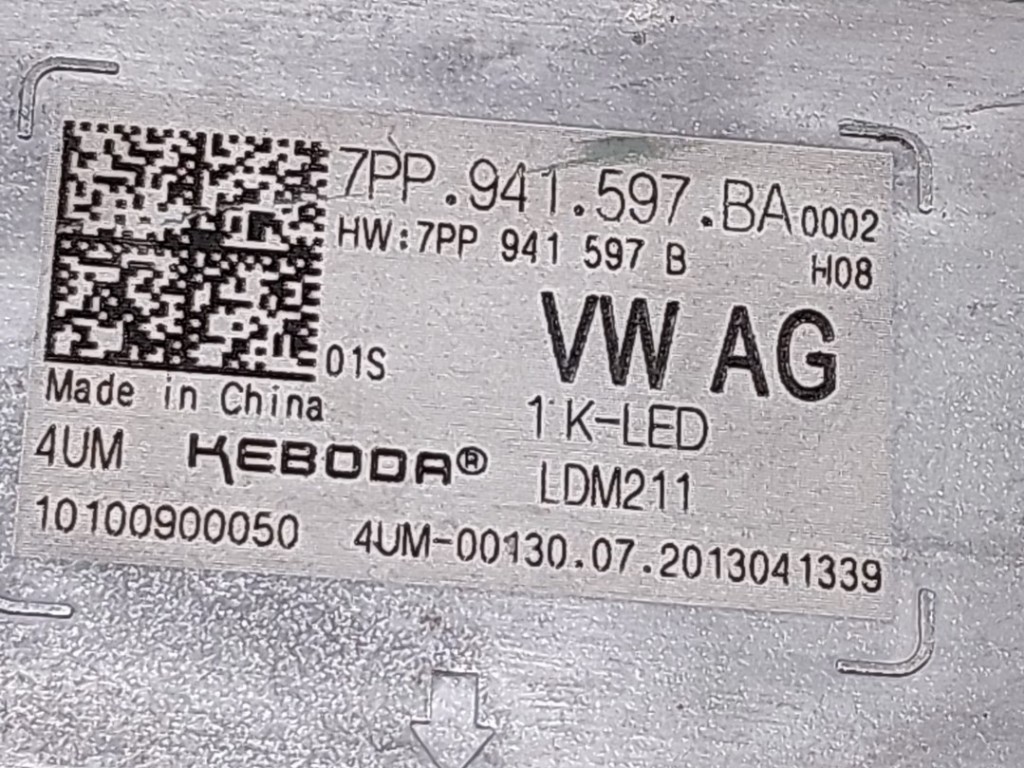 7PP.941.597.BA 0002
HW:7PP 941 597 B H08
VW AG
01S
Made in China
1 K-LED
4UM KEBODA®
LDM211
10100900050 4UM-00130.07.2013041339